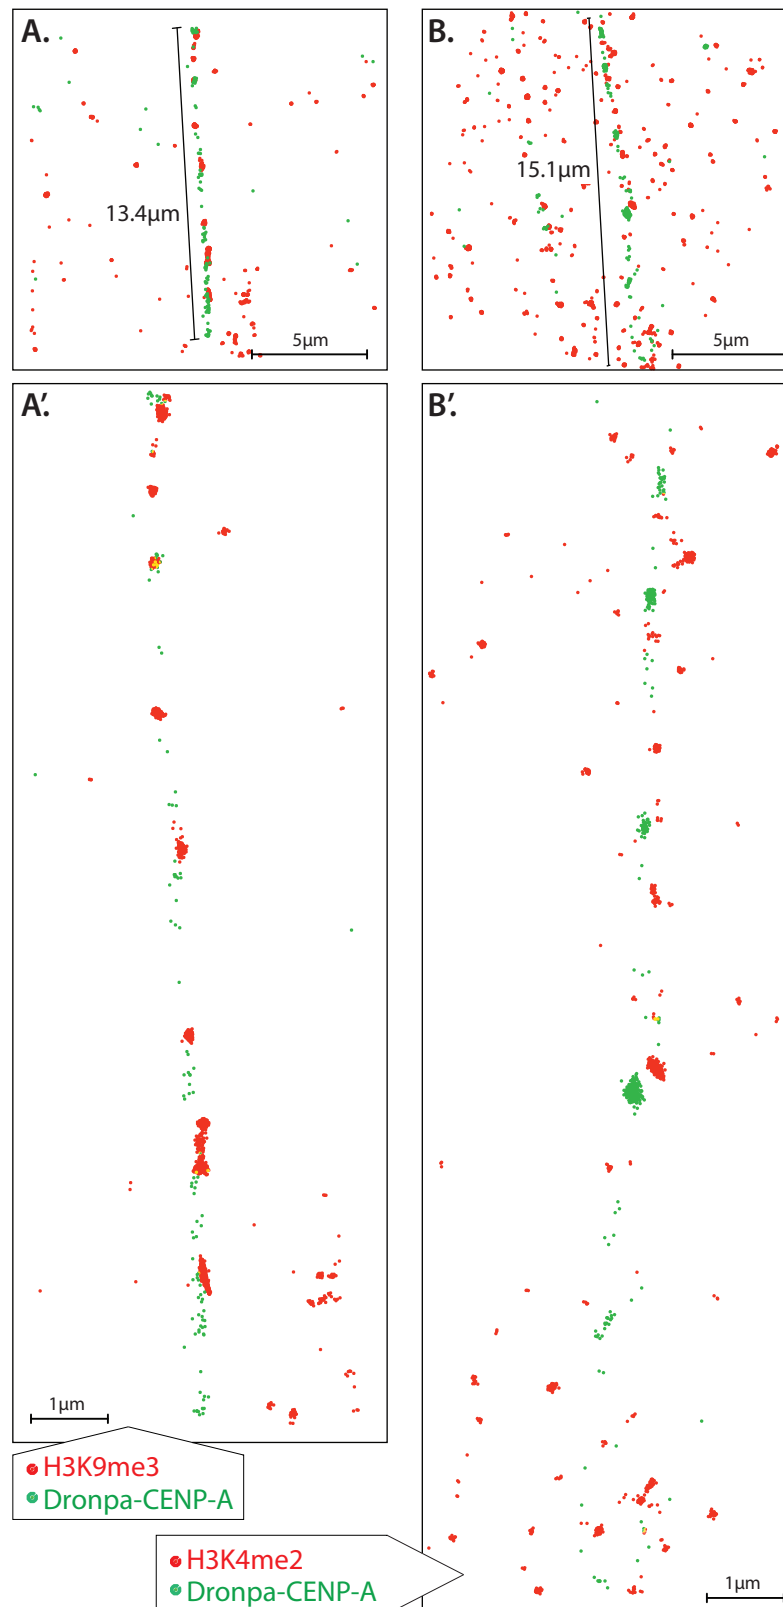 A.
13.4µm
5µm
B.
15.1µm
5µm
A′.
1µm
H3K9me3
Dronpa-CENP-A
B′.
H3K4me2
Dronpa-CENP-A
1µm